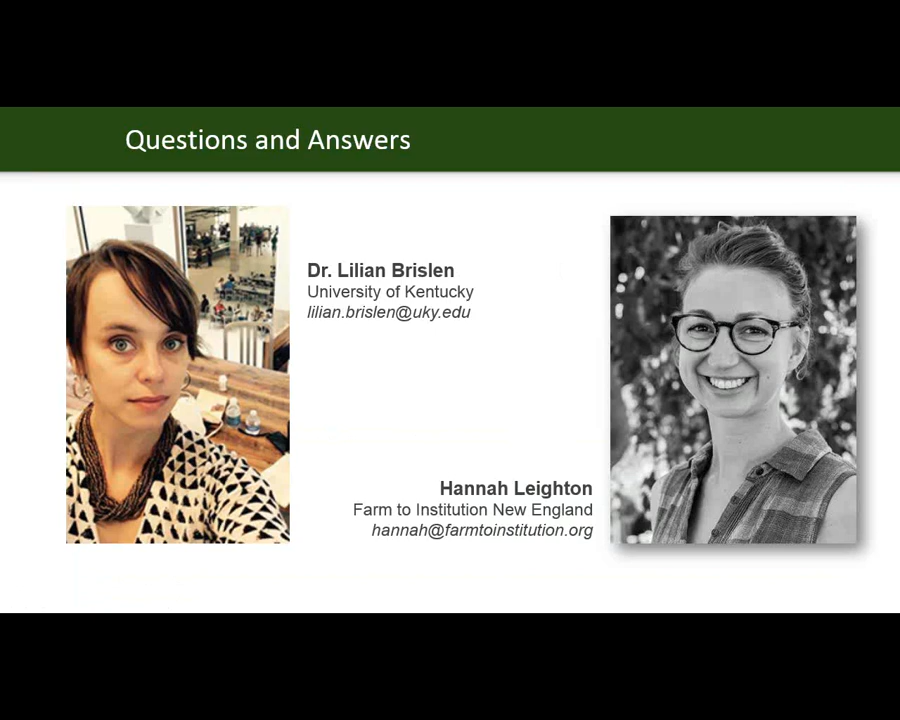 Questions and Answers
Dr. Lilian Brislen
University of Kentucky
lilian.brislen@uky.edu
Hannah Leighton
Farm to Institution New England
hannah@farmtoinstitution.org